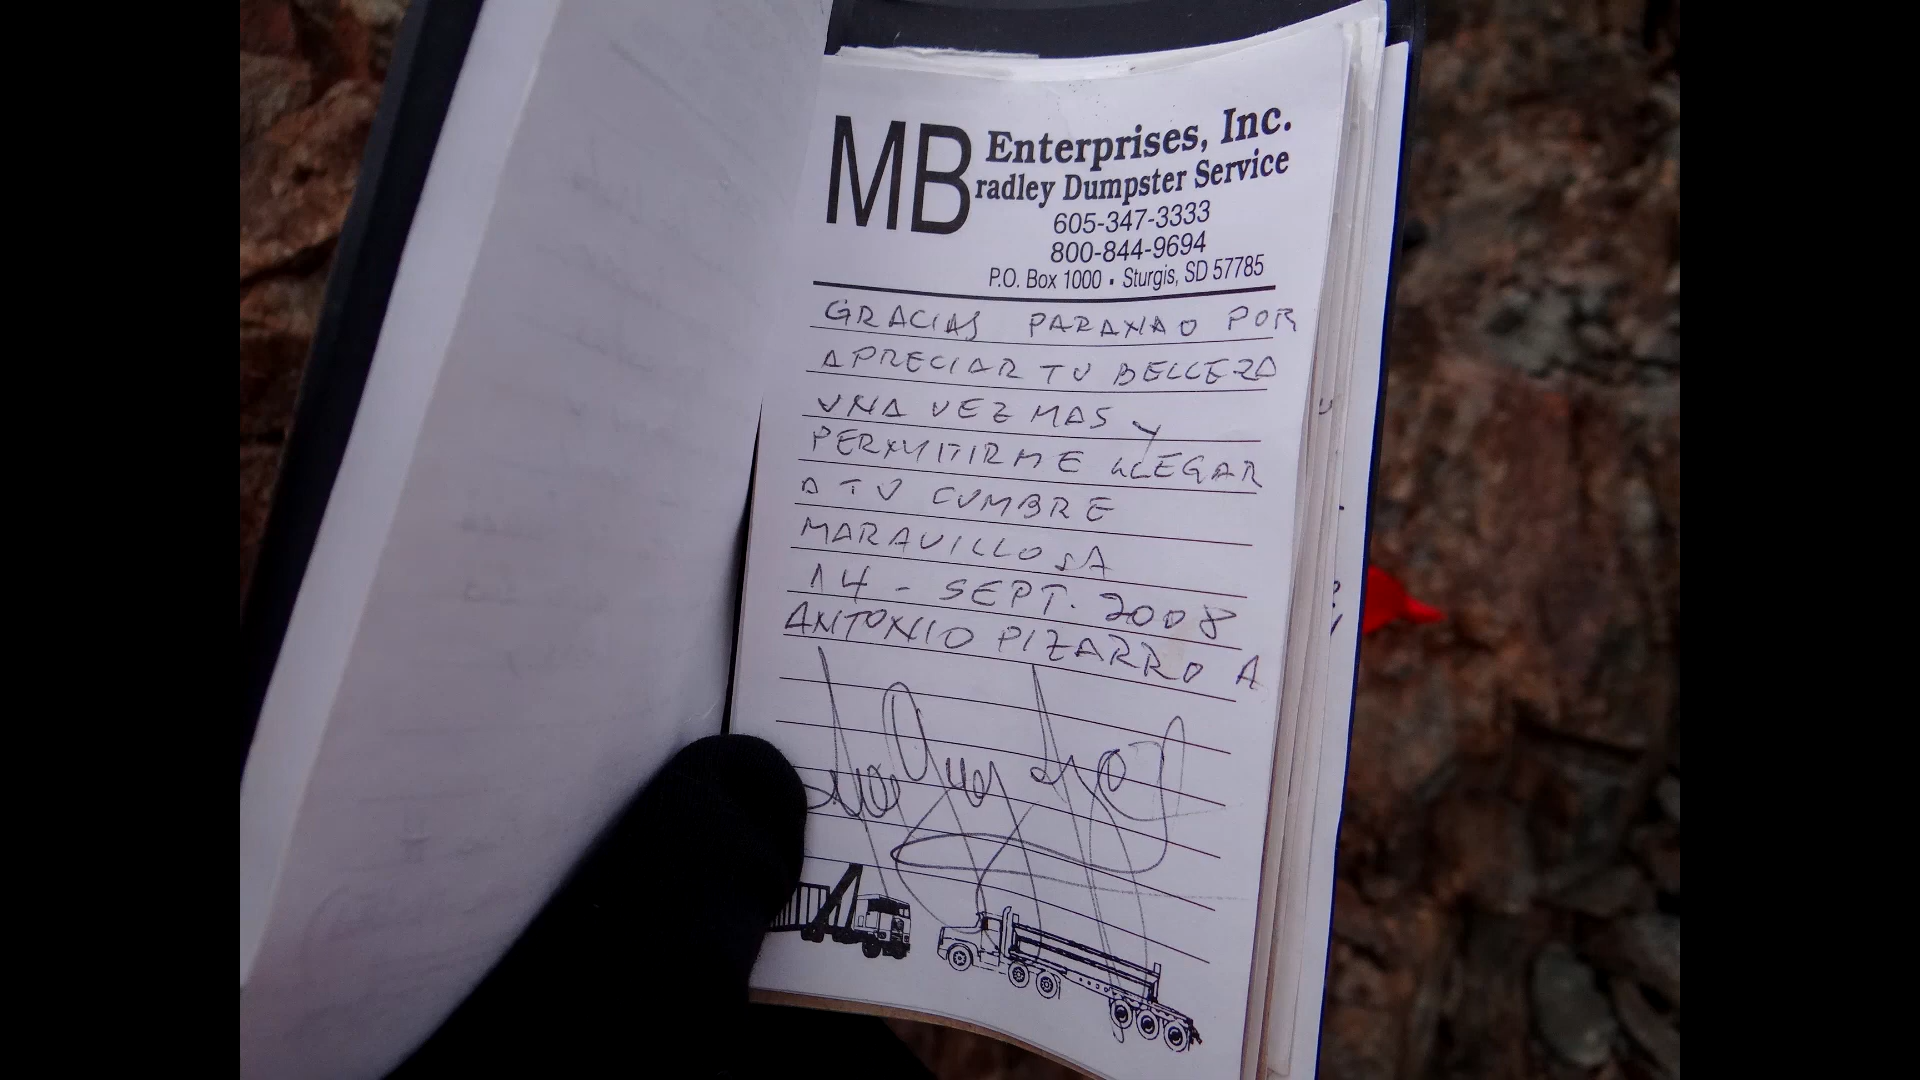 MB Enterprises, Inc.
radley Dumpster Service
605-347-3333
800-844-9694
P.O. Box 1000 • Sturgis, SD 57785
GRACIAS PARANAO POR
APRECIAR TU BELLEZA
UNA VEZ MAS Y
PERMITIRME LLEGAR
A TU CUMBRE
MARAVILLOSA
14 - SEPT. 2008
ANTONIO PIZARRO A